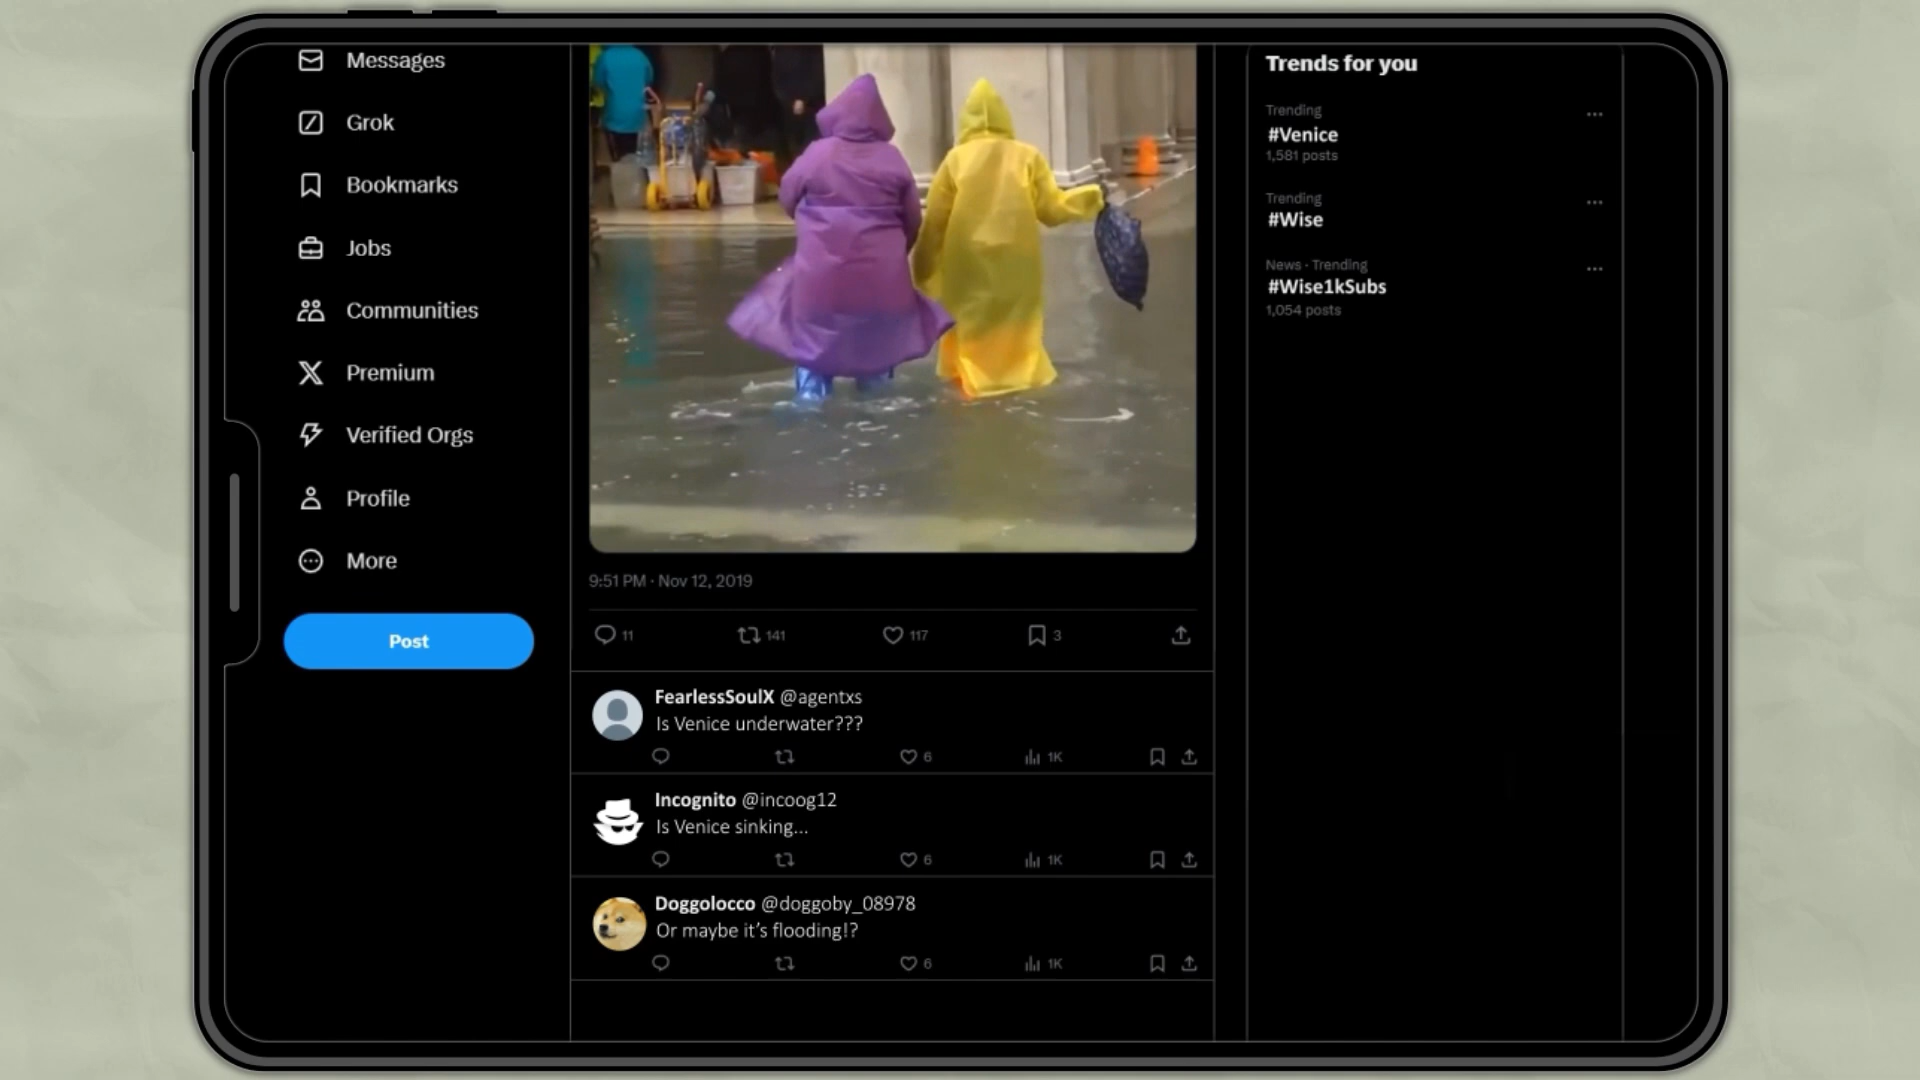 Messages
Grok
Bookmarks
Jobs
Communities
Premium
Verified Orgs
Profile
More
Post
9:51 PM · Nov 12, 2019
11 141 117 3
FearlessSoulX @agentxs
Is Venice underwater???
6 1K
Incognito @incoog12
Is Venice sinking...
6 1K
Doggolocco @doggoby_08978
Or maybe it's flooding!?
6 1K
Trends for you
Trending
#Venice
1,581 posts
Trending
#Wise
News · Trending
#Wise1kSubs
1,054 posts